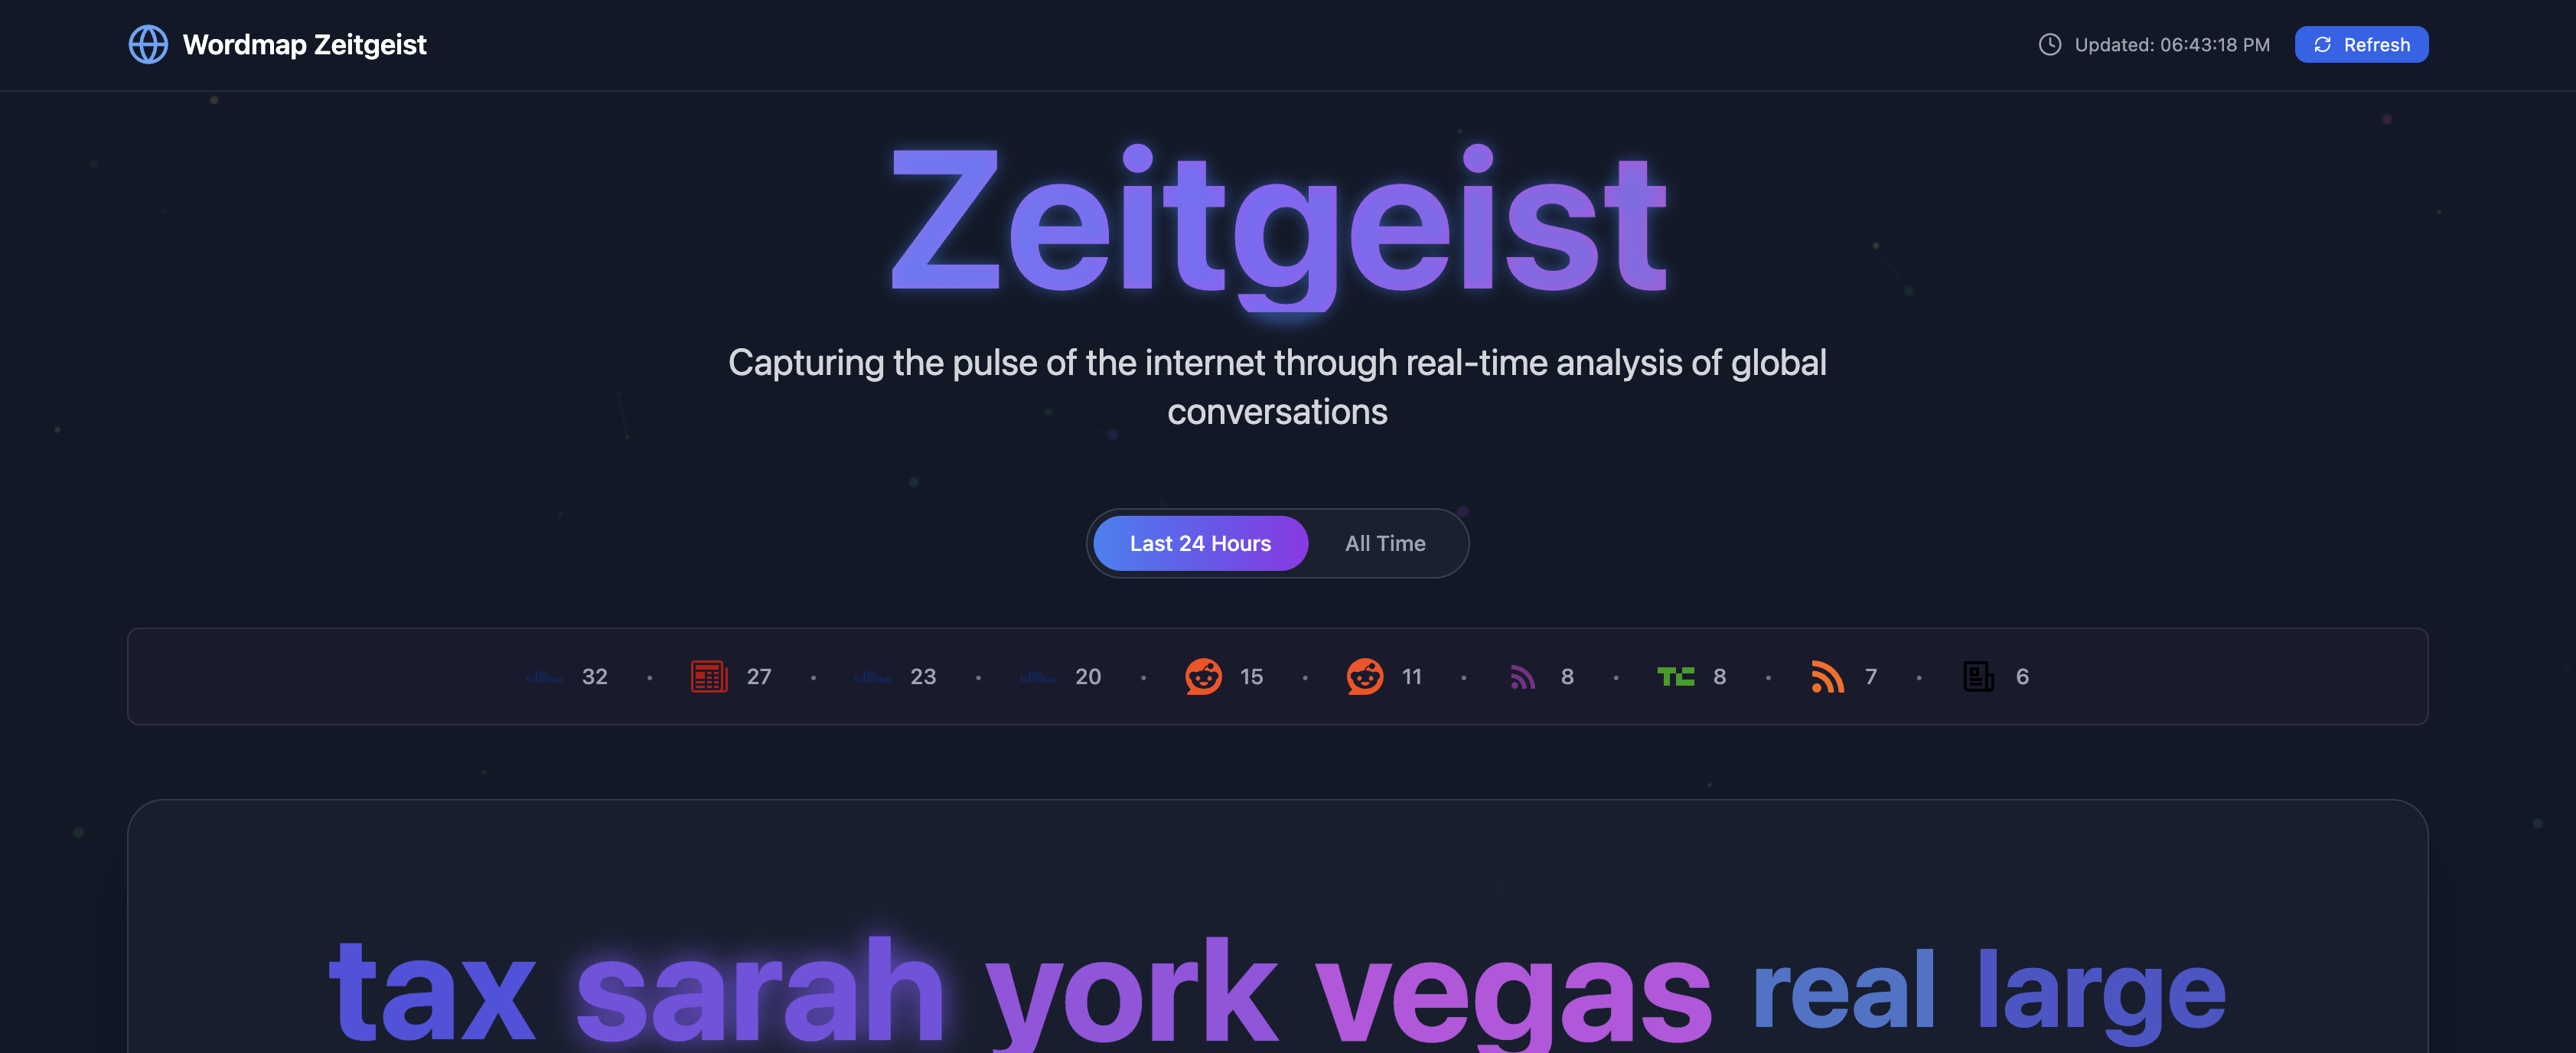 Wordmap Zeitgeist
Updated: 06:43:18 PM
Refresh
Zeitgeist
Capturing the pulse of the internet through real-time analysis of global
conversations
Last 24 Hours
All Time
32 • 27 • 23 • 20 • 15 • 11 • 8 • TC 8 • 7 • 6
tax sarah york vegas real large